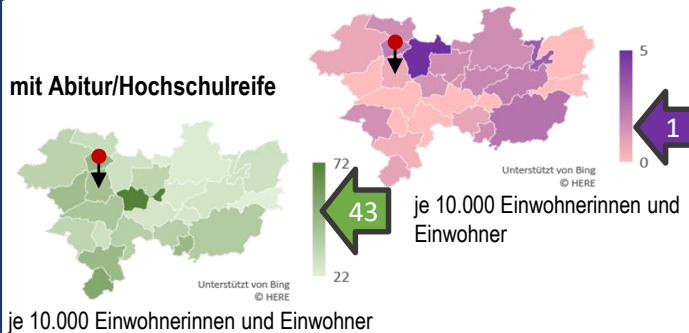 5
1
0
Unterstützt von Bing
© HERE
je 10.000 Einwohnerinnen und
Einwohner
mit Abitur/Hochschulreife
72
43
22
Unterstützt von Bing
© HERE
je 10.000 Einwohnerinnen und Einwohner